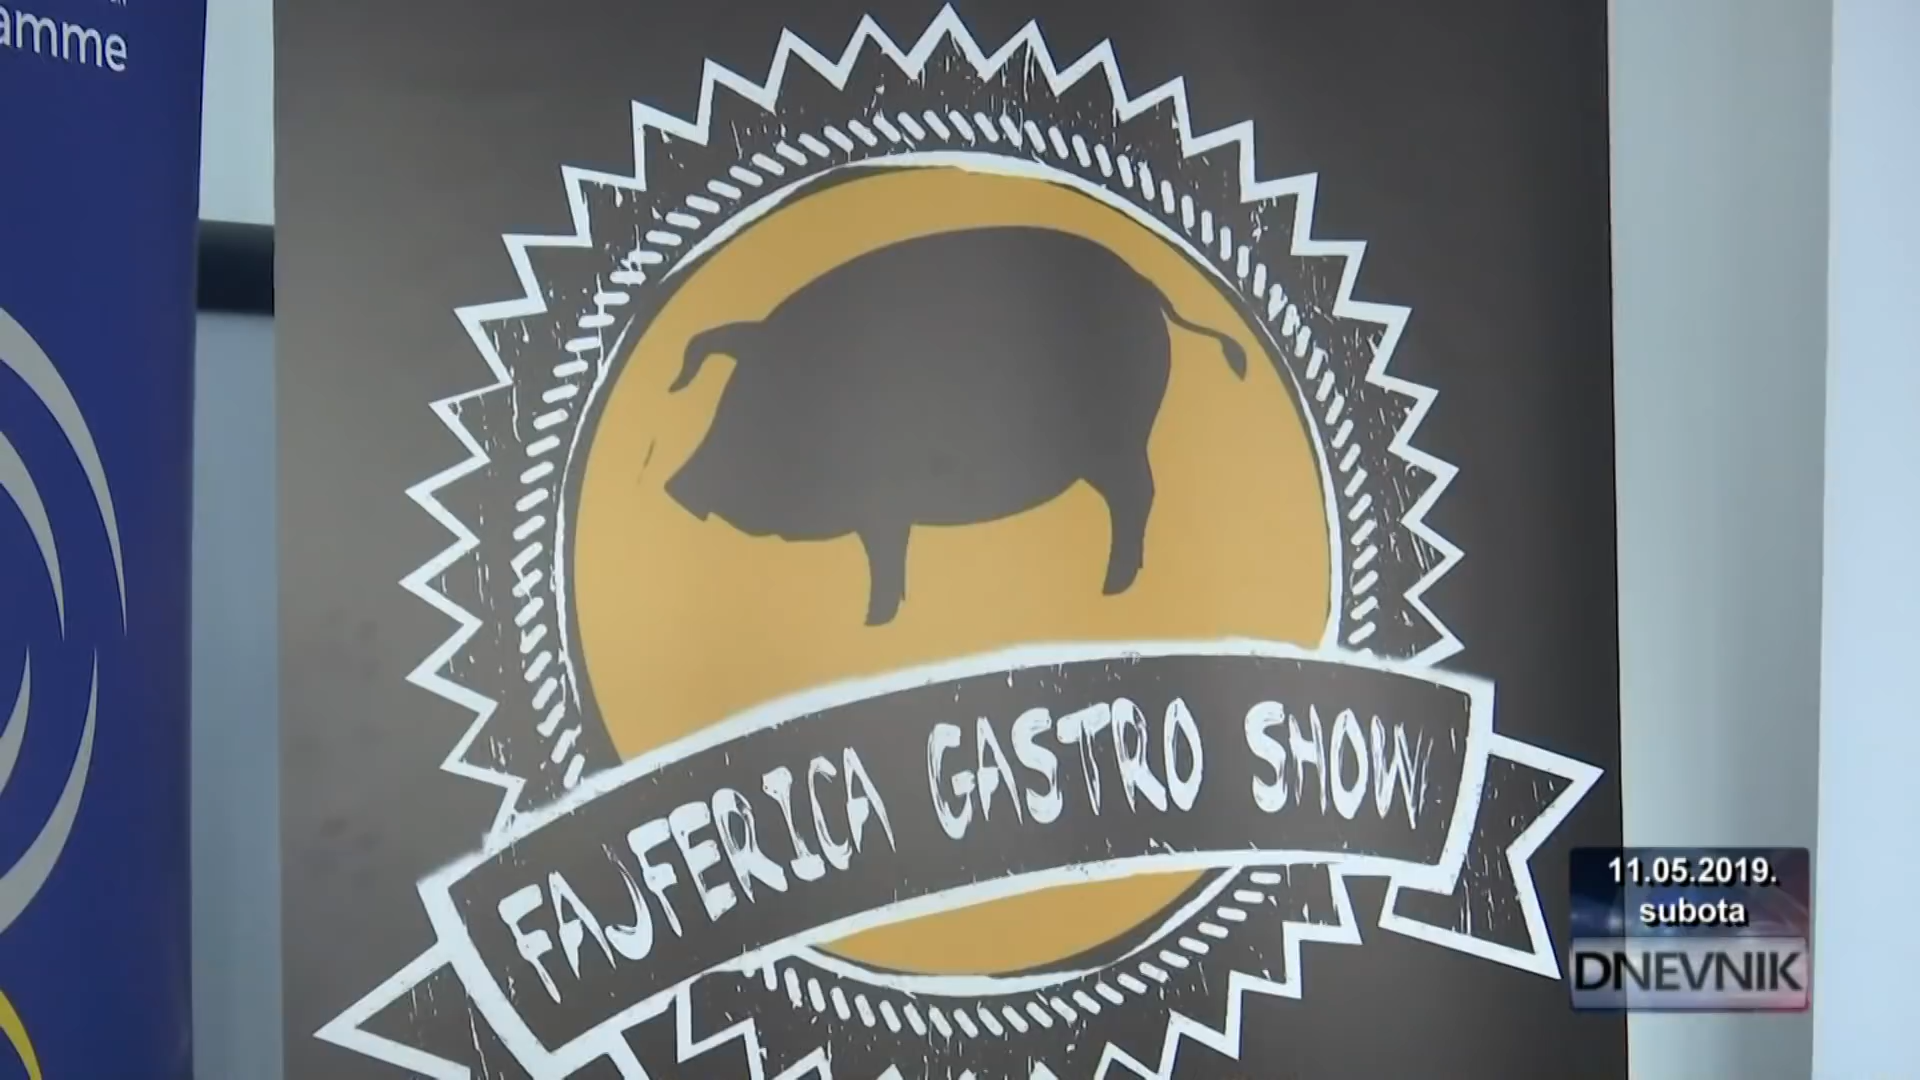 amme
FAJFERICA GASTRO SHOW
11.05.2019.
subota
DNEVNIK